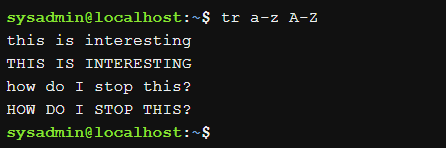 sysadmin@localhost:~$ tr a-z A-Z
this is interesting
THIS IS INTERESTING
how do I stop this?
HOW DO I STOP THIS?
sysadmin@localhost:~$